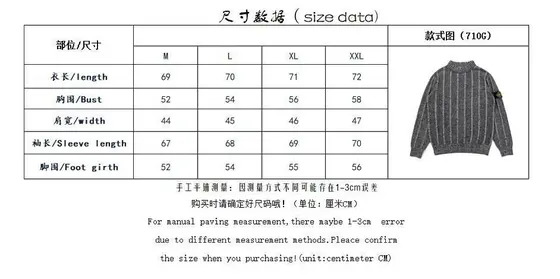 尺寸数据 ( size data)
部位/尺寸 M L XL XXL 款式图 (710G)
衣长/length 69 70 71 72
胸围/Bust 52 54 56 58
肩宽/width 44 45 46 47
袖长/Sleeve length 67 68 69 70
脚围/Foot girth 52 54 55 56
手工平铺测量: 因测量方式不同可能存在1-3cm误差
购买时请确定好尺码哦! (单位: 厘米CM)
For manual paving measurement,there maybe 1-3cm error
due to different measurement methods.Pleace confirm
the size when you purchasing!(unit:centimeter CM)